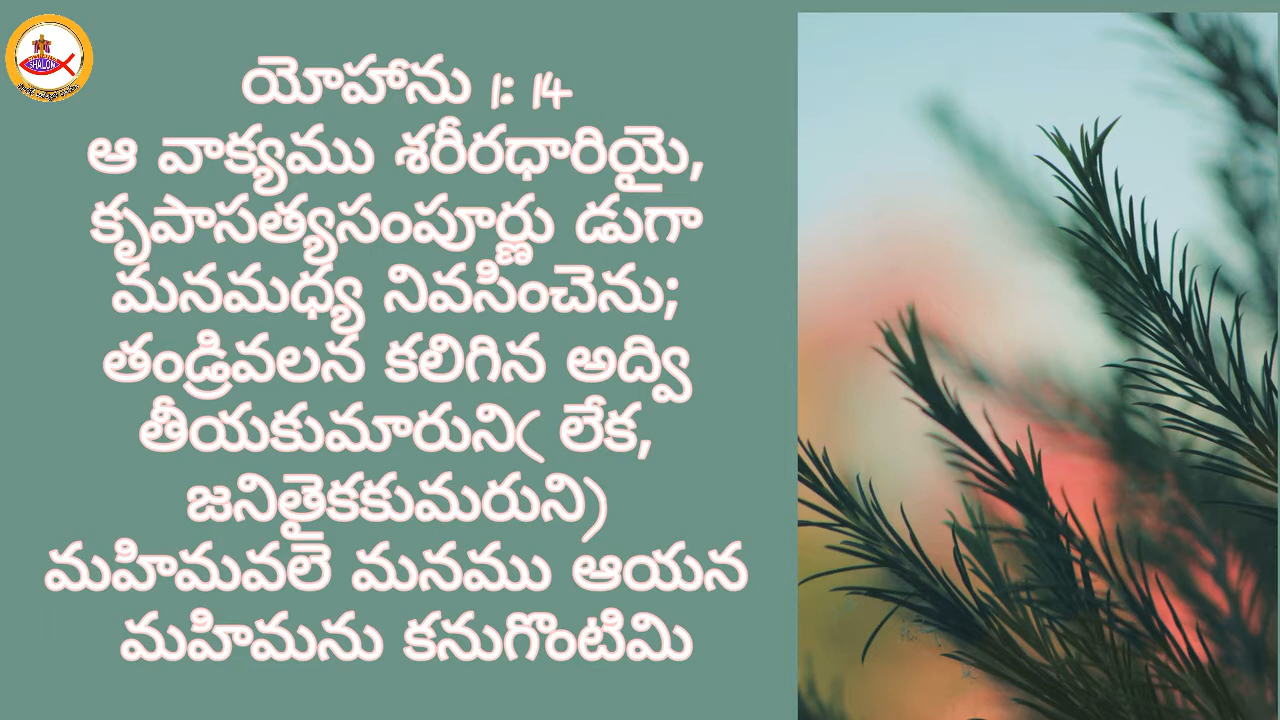 SHALOM
యోహాను 1: 14
ఆ వాక్యము శరీరధారియై,
కృపాసత్యసంపూర్ణు డుగా
మనమధ్య నివసించెను;
తండ్రివలన కలిగిన అద్వి
తీయకుమారుని( లేక,
జనితైకకుమరుని)
మహిమవలె మనము ఆయన
మహిమను కనుగొంటిమి